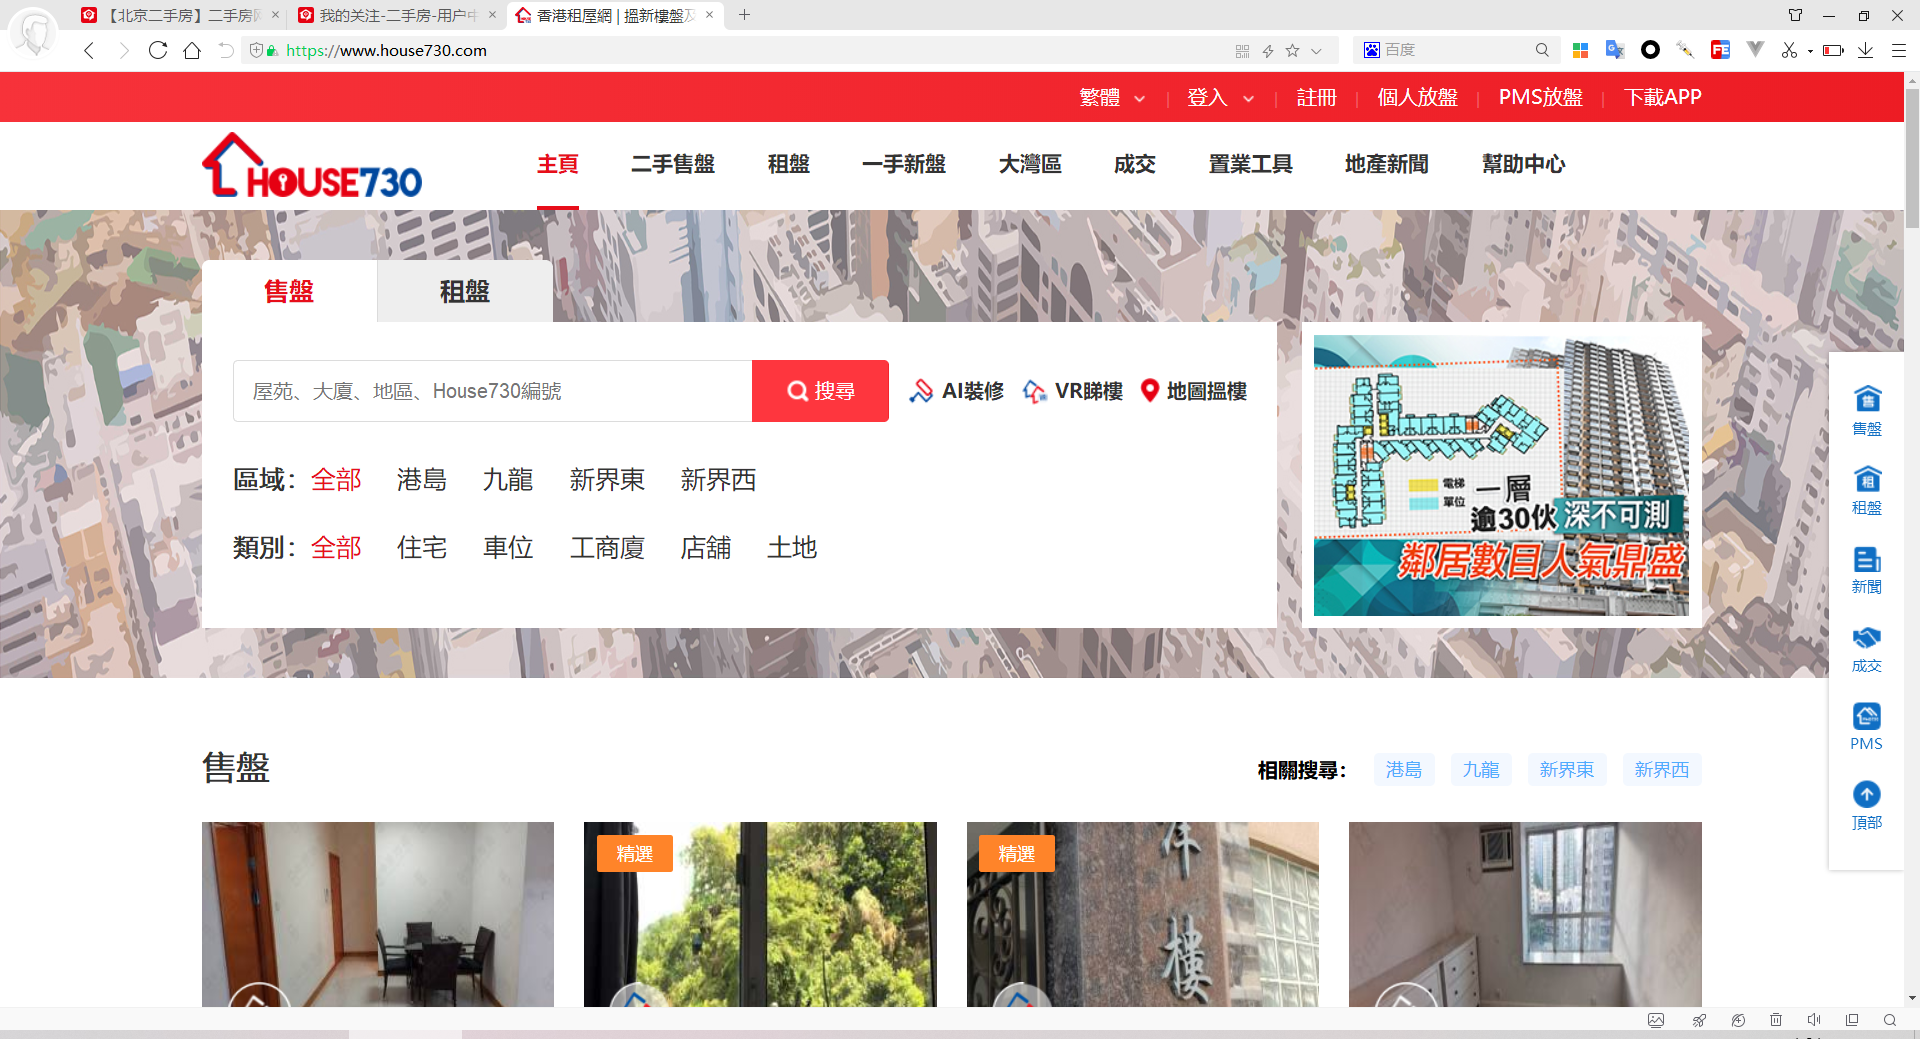 【北京二手房】二手房
我的关注-二手房-用户中
香港租屋網 | 搵新樓盤及
https://www.house730.com
百度
繁體
登入
註冊
個人放盤
PMS放盤
下載APP
HOUSE730
主頁
二手售盤
租盤
一手新盤
大灣區
成交
置業工具
地產新聞
幫助中心
售盤
租盤
屋苑、大廈、地區、House730編號
搜尋
AI裝修
VR睇樓
地圖搵樓
區域：全部 港島 九龍 新界東 新界西
類別：全部 住宅 車位 工商廈 店舖 土地
電梯
單位
一層
逾30伙 深不可測
鄰居數目人氣鼎盛
售
售盤
租
租盤
新聞
成交
PMS
頂部
售盤
相關搜尋：
港島
九龍
新界東
新界西
精選
精選
洋
樓